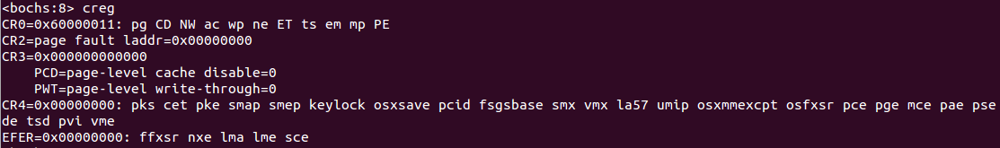 <bochs:8> creg
CR0=0x60000011: pg CD NW ac wp ne ET ts em mp PE
CR2=page fault laddr=0x00000000
CR3=0x000000000000
    PCD=page-level cache disable=0
    PWT=page-level write-through=0
CR4=0x00000000: pks cet pke smap smep keylock osxsave pcid fsgsbase smx vmx la57 umip osxmmexcpt osfxsr pce pge mce pae pse
de tsd pvi vme
EFER=0x00000000: ffxsr nxe lma lme sce